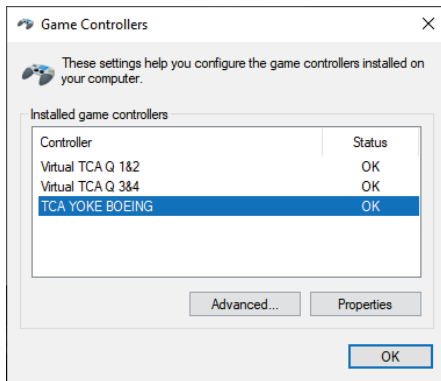 Game Controllers
These settings help you configure the game controllers installed on
your computer.
Installed game controllers
Controller Status
Virtual TCA Q 1&2 OK
Virtual TCA Q 3&4 OK
TCA YOKE BOEING OK
Advanced... Properties
OK